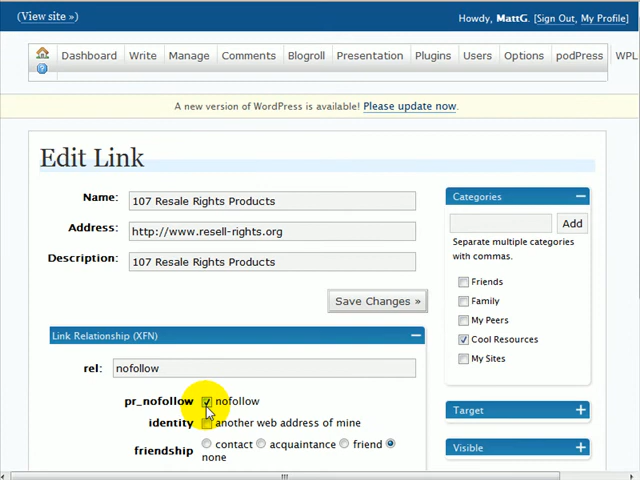 (View site »)
Howdy, MattG. [Sign Out, My Profile]
Dashboard Write Manage Comments Blogroll Presentation Plugins Users Options podPress WPL
A new version of WordPress is available! Please update now.
Edit Link
Name: 107 Resale Rights Products
Address: http://www.resell-rights.org
Description: 107 Resale Rights Products
Save Changes »
Link Relationship (XFN)
rel: nofollow
pr_nofollow nofollow
identity another web address of mine
friendship contact acquaintance friend
none
Categories
Add
Separate multiple categories
with commas.
Friends
Family
My Peers
Cool Resources
My Sites
Target
Visible